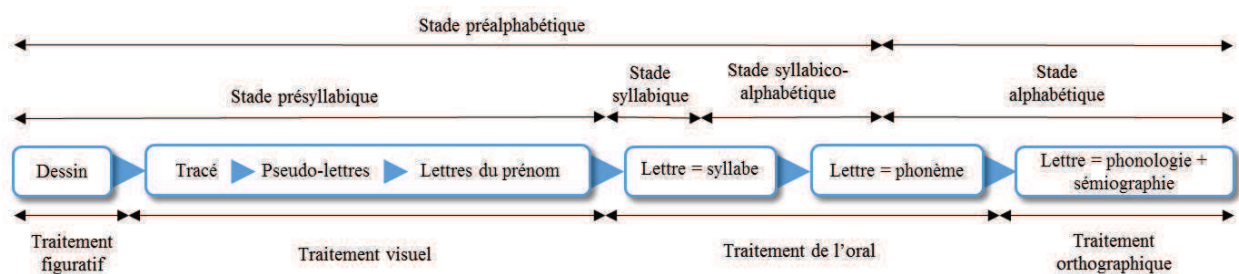 Stade préalphabétique
Stade présyllabique
Stade
syllabique
Stade syllabico-
alphabétique
Stade
alphabétique
Dessin
Tracé
Pseudo-lettres
Lettres du prénom
Lettre = syllabe
Lettre = phonème
Lettre = phonologie +
sémiographie
Traitement
figuratif
Traitement visuel
Traitement de l’oral
Traitement
orthographique